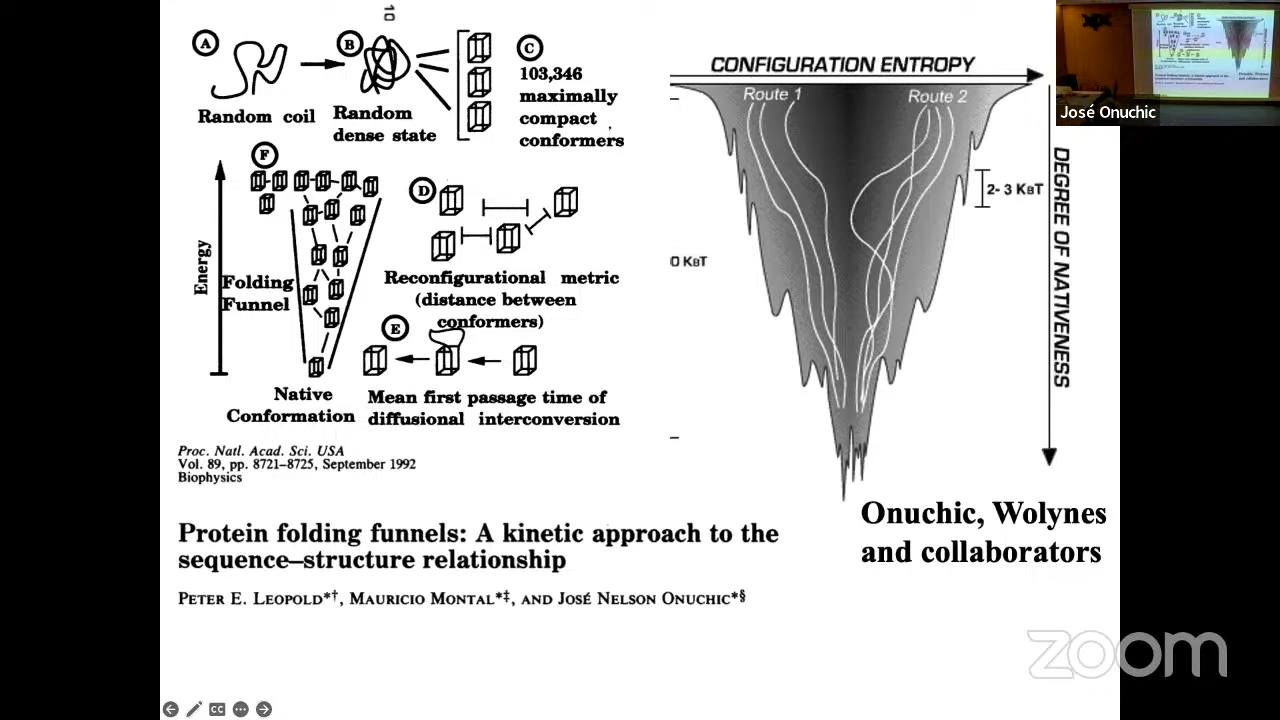 10
A
Random coil
B
Random
dense state
C
103,346
maximally
compact
conformers
F
Energy
Folding
Funnel
Native
Conformation
D
Reconfigurational metric
(distance between
conformers)
E
Mean first passage time of
diffusional interconversion
Proc. Natl. Acad. Sci. USA
Vol. 89, pp. 8721–8725, September 1992
Biophysics
Protein folding funnels: A kinetic approach to the
sequence–structure relationship
PETER E. LEOPOLD*†, MAURICIO MONTAL*‡, AND JOSÉ NELSON ONUCHIC*§
CONFIGURATION ENTROPY
Route 1
Route 2
2- 3 KBT
0 KBT
DEGREE OF NATIVENESS
Onuchic, Wolynes
and collaborators
José Onuchic
zoom
CC